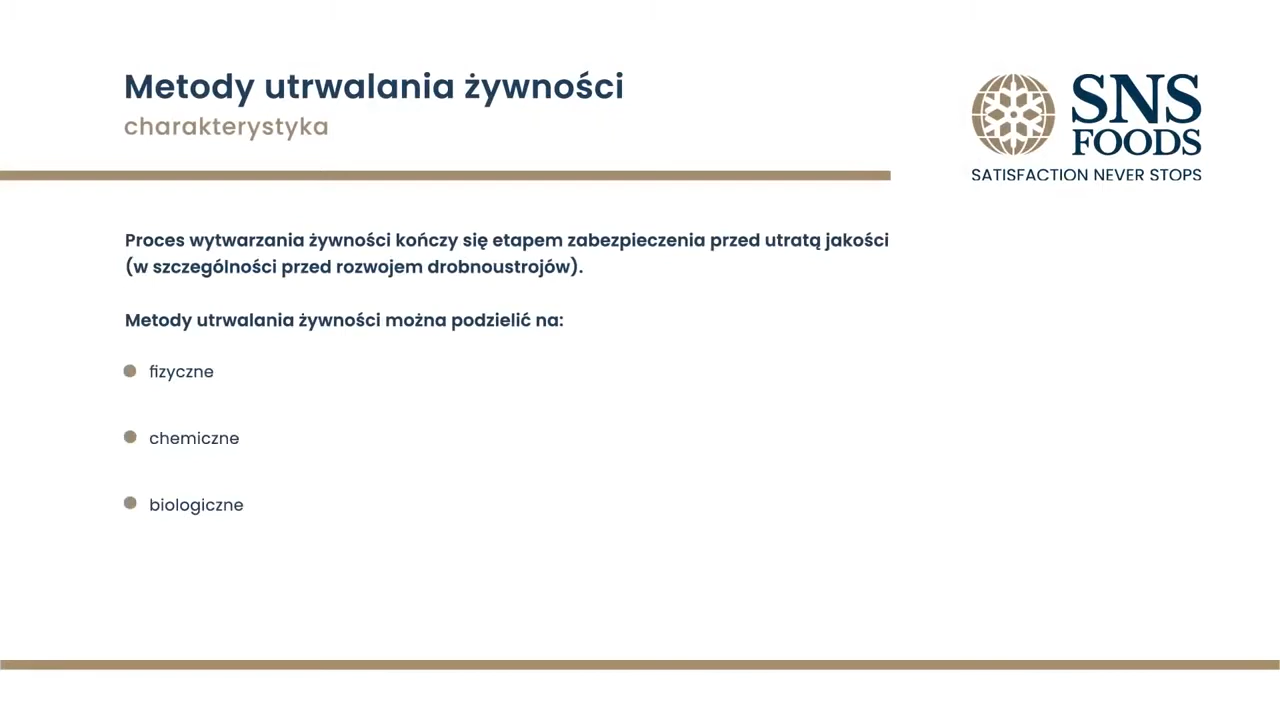 Metody utrwalania żywności
charakterystyka
SNS
FOODS
SATISFACTION NEVER STOPS
Proces wytwarzania żywności kończy się etapem zabezpieczenia przed utratą jakości
(w szczególności przed rozwojem drobnoustrojów).
Metody utrwalania żywności można podzielić na:
fizyczne
chemiczne
biologiczne